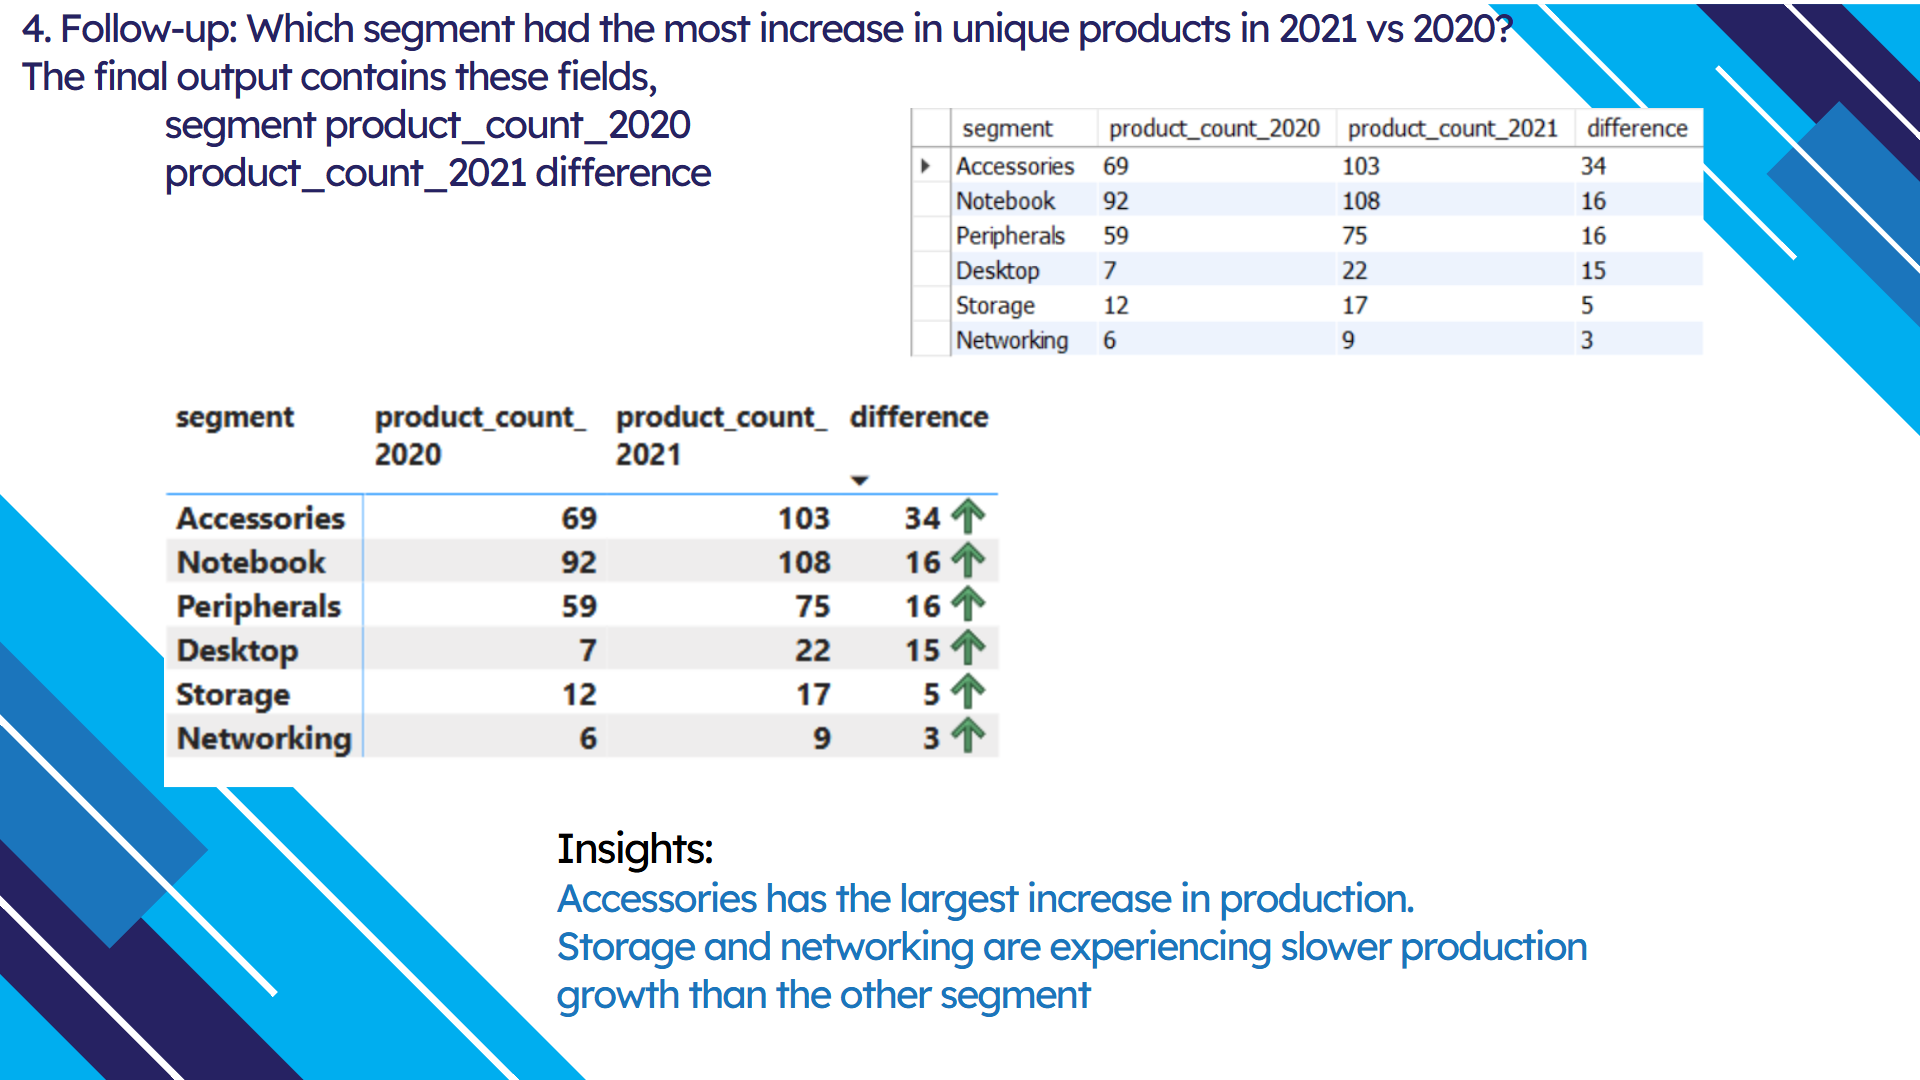 4. Follow-up: Which segment had the most increase in unique products in 2021 vs 2020?
The final output contains these fields,
segment product_count_2020
product_count_2021 difference
segment product_count_2020 product_count_2021 difference
Accessories 69 103 34
Notebook 92 108 16
Peripherals 59 75 16
Desktop 7 22 15
Storage 12 17 5
Networking 6 9 3
segment product_count_ product_count_ difference
2020 2021
Accessories 69 103 34
Notebook 92 108 16
Peripherals 59 75 16
Desktop 7 22 15
Storage 12 17 5
Networking 6 9 3
Insights:
Accessories has the largest increase in production.
Storage and networking are experiencing slower production
growth than the other segment